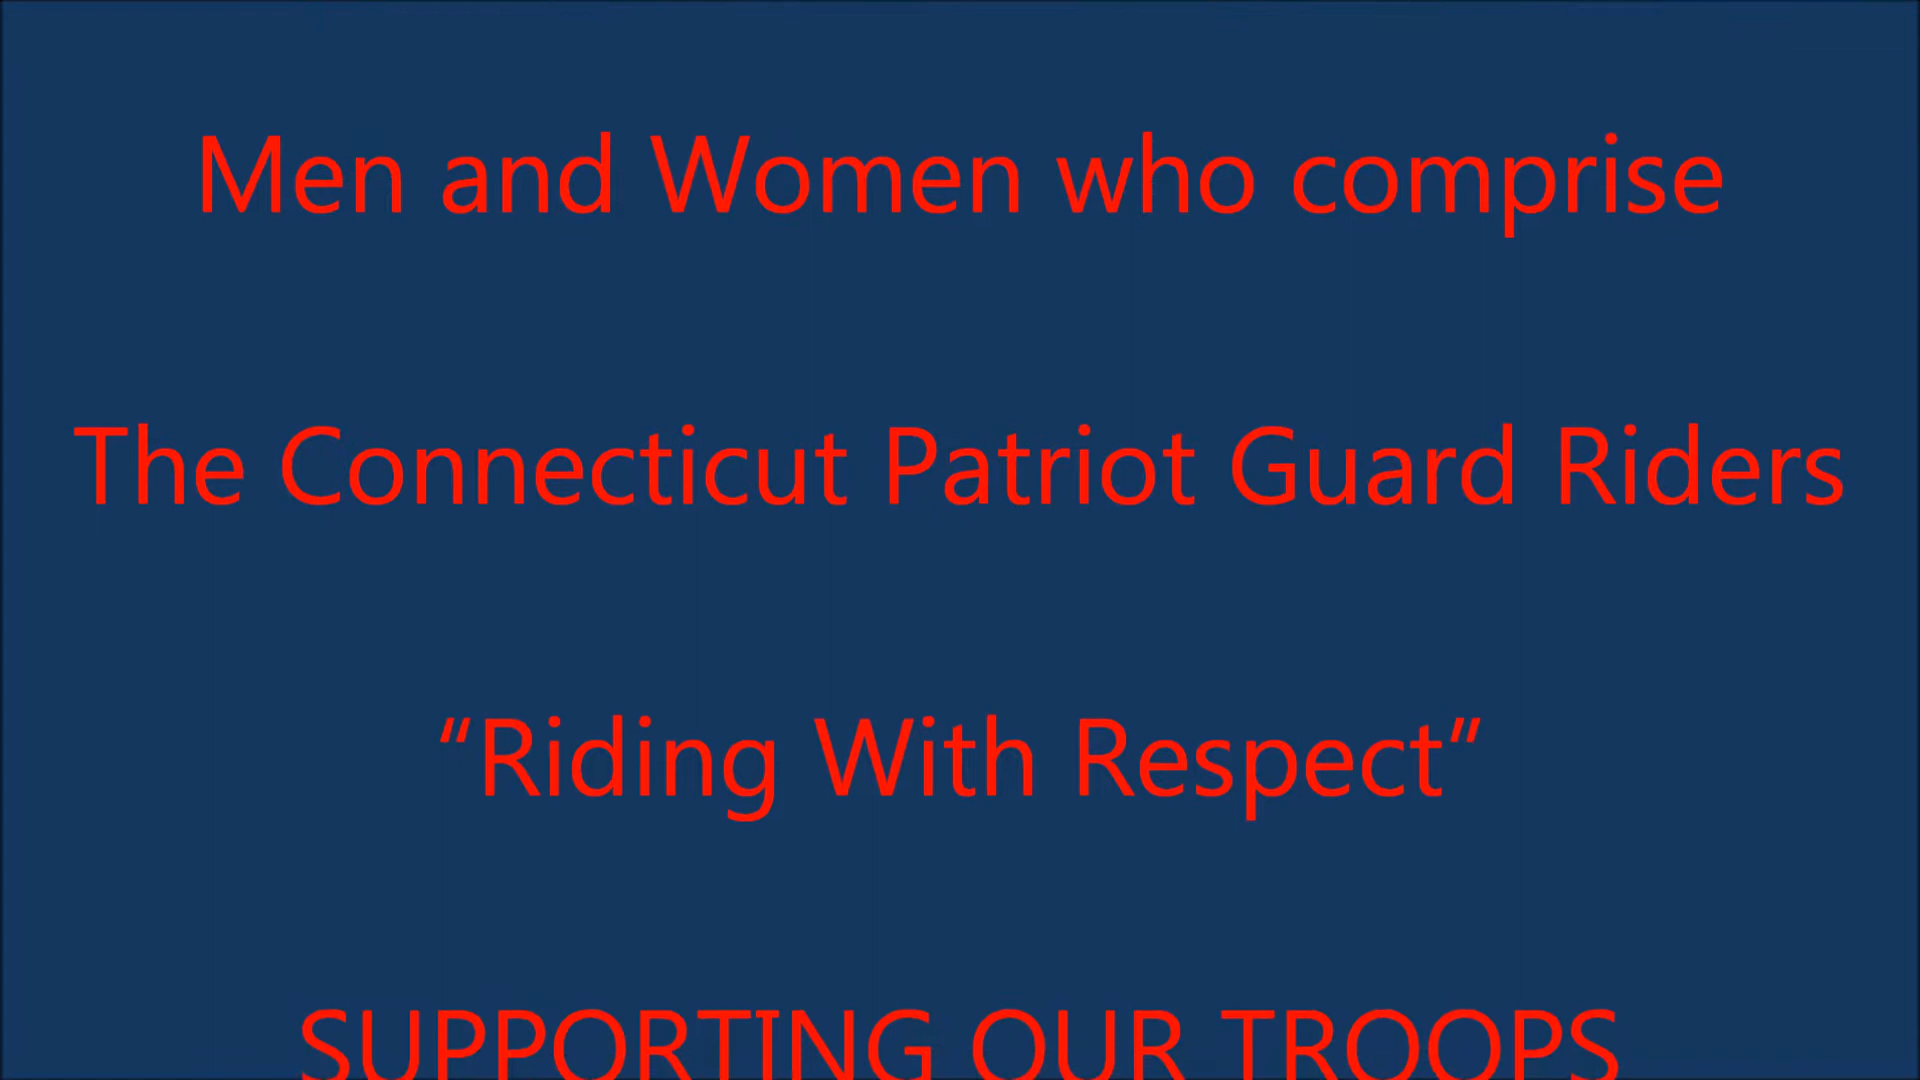 Men and Women who comprise
The Connecticut Patriot Guard Riders
“Riding With Respect”
SUPPORTING OUR TROOPS